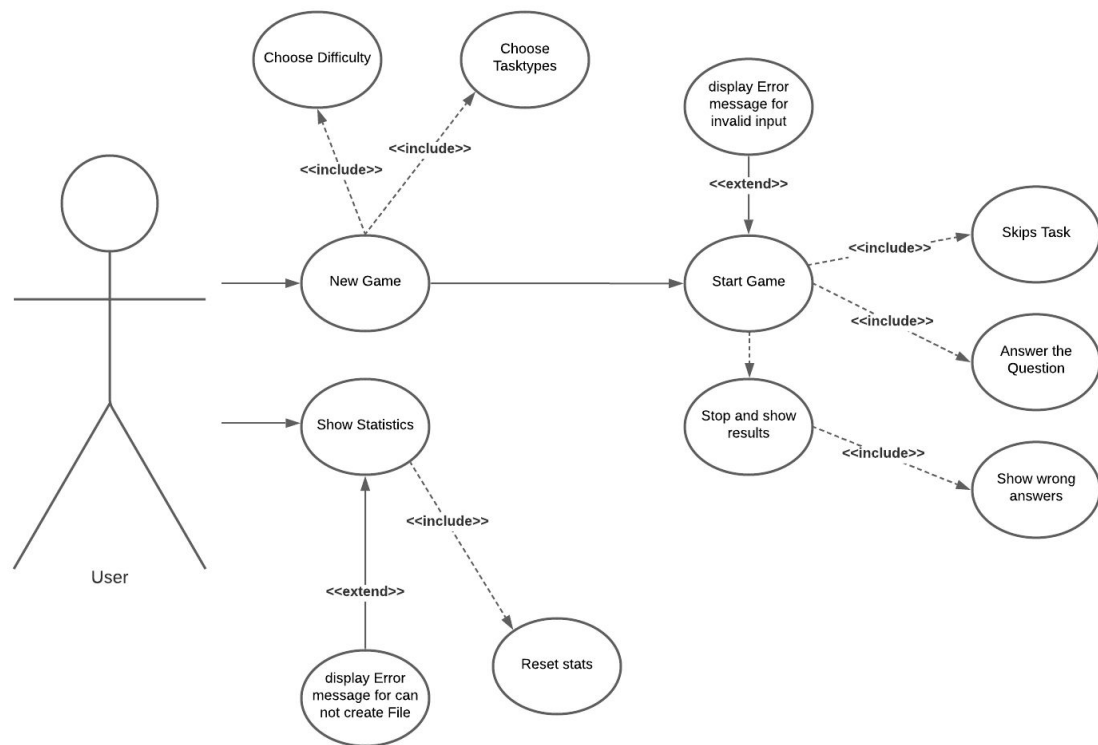 Choose Difficulty
Choose
Tasktypes
display Error
message for
invalid input
<<include>>
<<include>>
<<extend>>
Skips Task
<<include>>
New Game
Start Game
<<include>>
Answer the
Question
Show Statistics
Stop and show
results
<<include>>
Show wrong
answers
<<include>>
User
<<extend>>
Reset stats
display Error
message for can
not create File